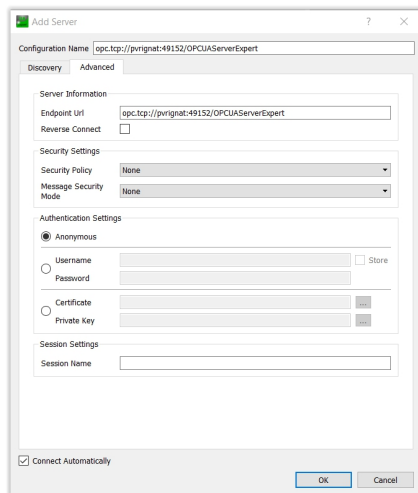 Add Server
Configuration Name opc.tcp://pvrignat:49152/OPCUAServerExpert
Discovery Advanced
Server Information
Endpoint Url opc.tcp://pvrignat:49152/OPCUAServerExpert
Reverse Connect
Security Settings
Security Policy None
Message Security
Mode None
Authentication Settings
Anonymous
Username Store
Password
Certificate ...
Private Key ...
Session Settings
Session Name
Connect Automatically
OK Cancel